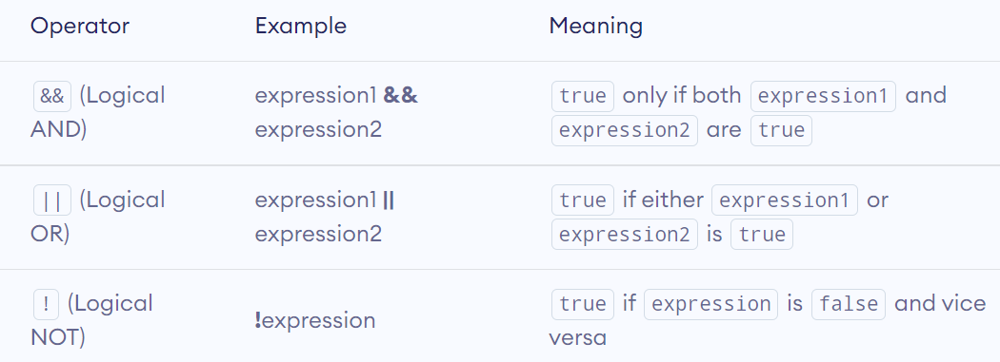 Operator Example Meaning
&& (Logical AND) expression1 && expression2 true only if both expression1 and expression2 are true
|| (Logical OR) expression1 || expression2 true if either expression1 or expression2 is true
! (Logical NOT) !expression true if expression is false and vice versa